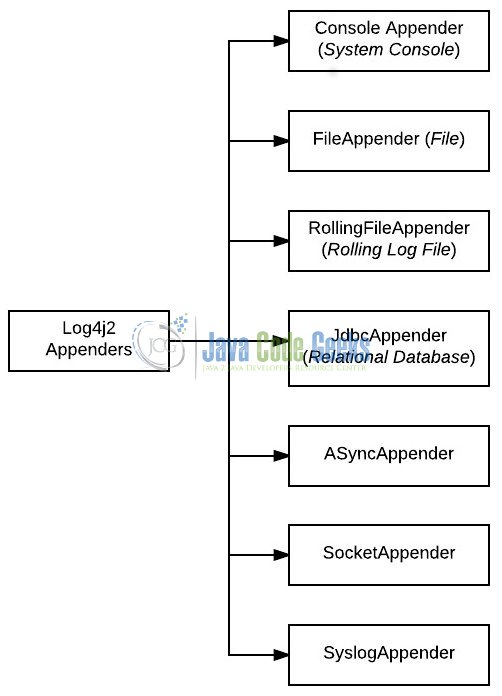 Console Appender
(System Console)
FileAppender (File)
RollingFileAppender
(Rolling Log File)
Log4j2
Appenders
JCG
Java Code Geeks
Java 2 Java Developers Resource Center
JdbcAppender
(Relational Database)
ASyncAppender
SocketAppender
SyslogAppender